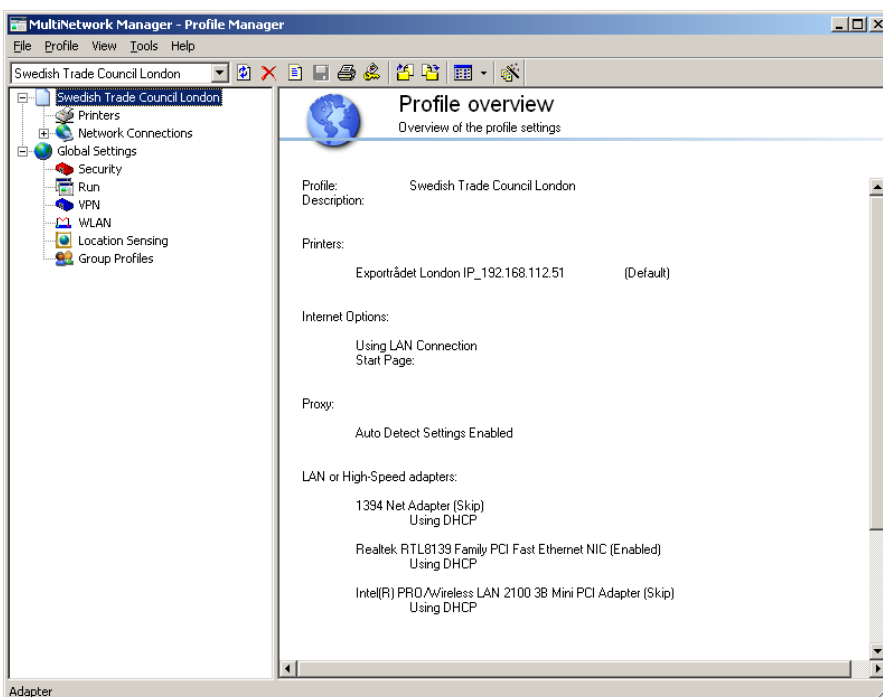 MultiNetwork Manager - Profile Manager
File Profile View Tools Help
Swedish Trade Council London
Swedish Trade Council London
Printers
Network Connections
Global Settings
Security
Run
VPN
WLAN
Location Sensing
Group Profiles
Profile overview
Overview of the profile settings
Profile: Swedish Trade Council London
Description:
Printers:
Exportrådet London IP_192.168.112.51 (Default)
Internet Options:
Using LAN Connection
Start Page:
Proxy:
Auto Detect Settings Enabled
LAN or High-Speed adapters:
1394 Net Adapter (Skip)
Using DHCP
Realtek RTL8139 Family PCI Fast Ethernet NIC (Enabled)
Using DHCP
Intel(R) PRO/Wireless LAN 2100 3B Mini PCI Adapter (Skip)
Using DHCP
Adapter